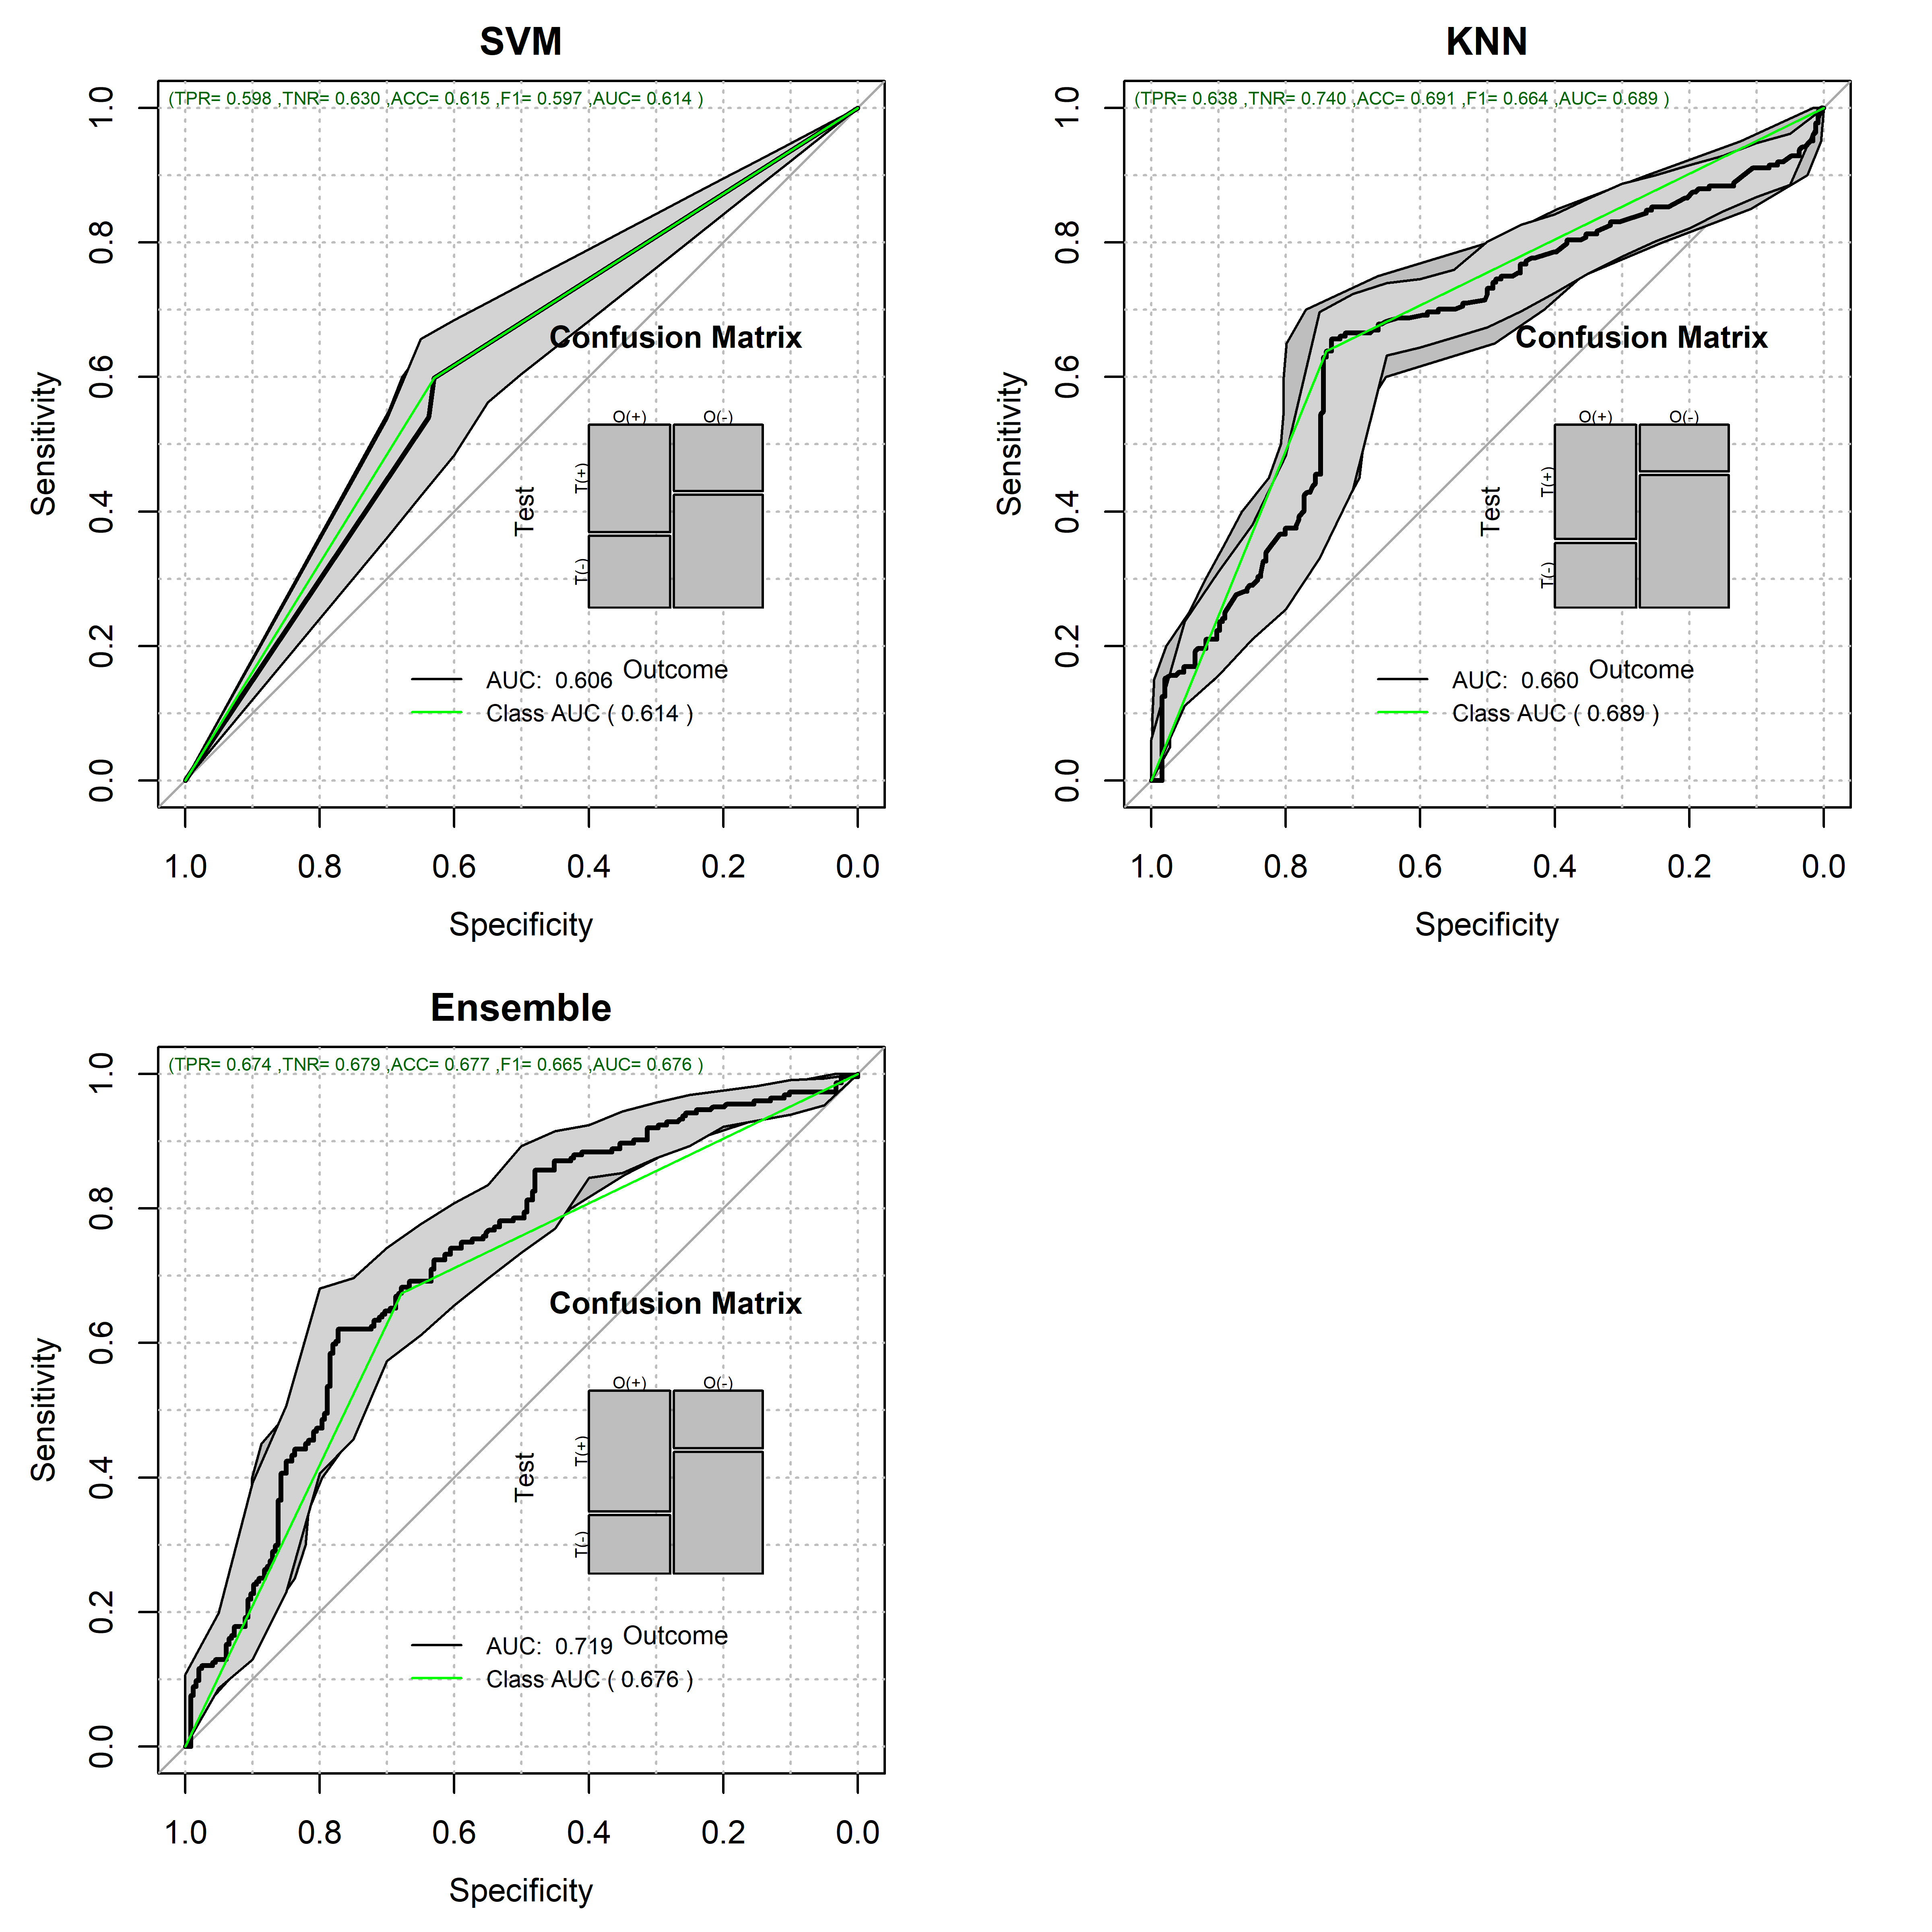 SVM
(TPR= 0.598 ,TNR= 0.630 ,ACC= 0.615 ,F1= 0.597 ,AUC= 0.614 )
Sensitivity
0.0 0.2 0.4 0.6 0.8 1.0
Confusion Matrix
O(+) O(-)
Test
T(+)
T(-)
Outcome
AUC: 0.606
Class AUC ( 0.614 )
1.0 0.8 0.6 0.4 0.2 0.0
Specificity
KNN
(TPR= 0.638 ,TNR= 0.740 ,ACC= 0.691 ,F1= 0.664 ,AUC= 0.689 )
Sensitivity
0.0 0.2 0.4 0.6 0.8 1.0
Confusion Matrix
O(+) O(-)
Test
T(+)
T(-)
Outcome
AUC: 0.660
Class AUC ( 0.689 )
1.0 0.8 0.6 0.4 0.2 0.0
Specificity
Ensemble
(TPR= 0.674 ,TNR= 0.679 ,ACC= 0.677 ,F1= 0.665 ,AUC= 0.676 )
Sensitivity
0.0 0.2 0.4 0.6 0.8 1.0
Confusion Matrix
O(+) O(-)
Test
T(+)
T(-)
Outcome
AUC: 0.719
Class AUC ( 0.676 )
1.0 0.8 0.6 0.4 0.2 0.0
Specificity